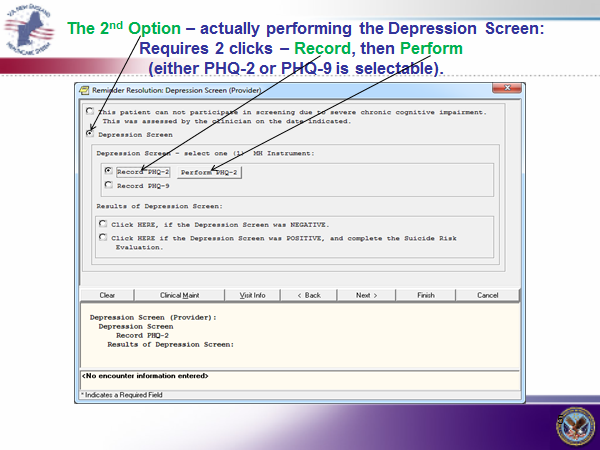 VA NEW ENGLAND
HEALTHCARE SYSTEM
The 2nd Option – actually performing the Depression Screen:
Requires 2 clicks – Record, then Perform
(either PHQ-2 or PHQ-9 is selectable).
Reminder Resolution: Depression Screen (Provider)
This patient can not participate in screening due to severe chronic cognitive impairment.
This was assessed by the clinician on the date indicated.
Depression Screen
Depression Screen - select one (1) MH Instrument:
Record PHQ-2 Perform PHQ-2
Record PHQ-9
Results of Depression Screen:
Click HERE, if the Depression Screen was NEGATIVE.
Click HERE if the Depression Screen was POSITIVE, and complete the Suicide Risk
Evaluation.
Clear Clinical Maint Visit Info < Back Next > Finish Cancel
Depression Screen (Provider):
Depression Screen
Record PHQ-2
Results of Depression Screen:
<No encounter information entered>
* Indicates a Required Field